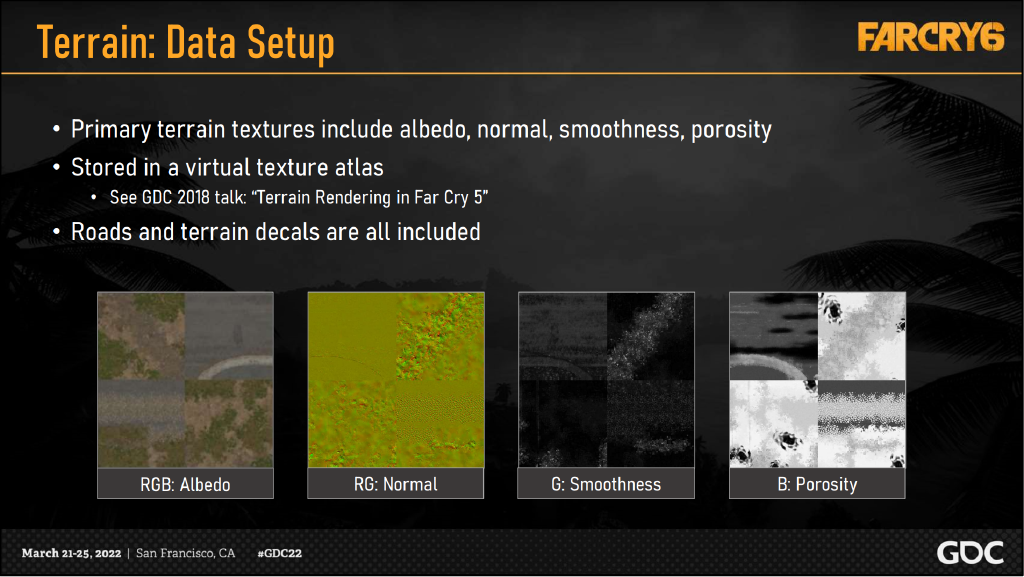 Terrain: Data Setup
FARCRY6
• Primary terrain textures include albedo, normal, smoothness, porosity
• Stored in a virtual texture atlas
• See GDC 2018 talk: “Terrain Rendering in Far Cry 5”
• Roads and terrain decals are all included
RGB: Albedo
RG: Normal
G: Smoothness
B: Porosity
March 21-25, 2022 | San Francisco, CA #GDC22
GDC